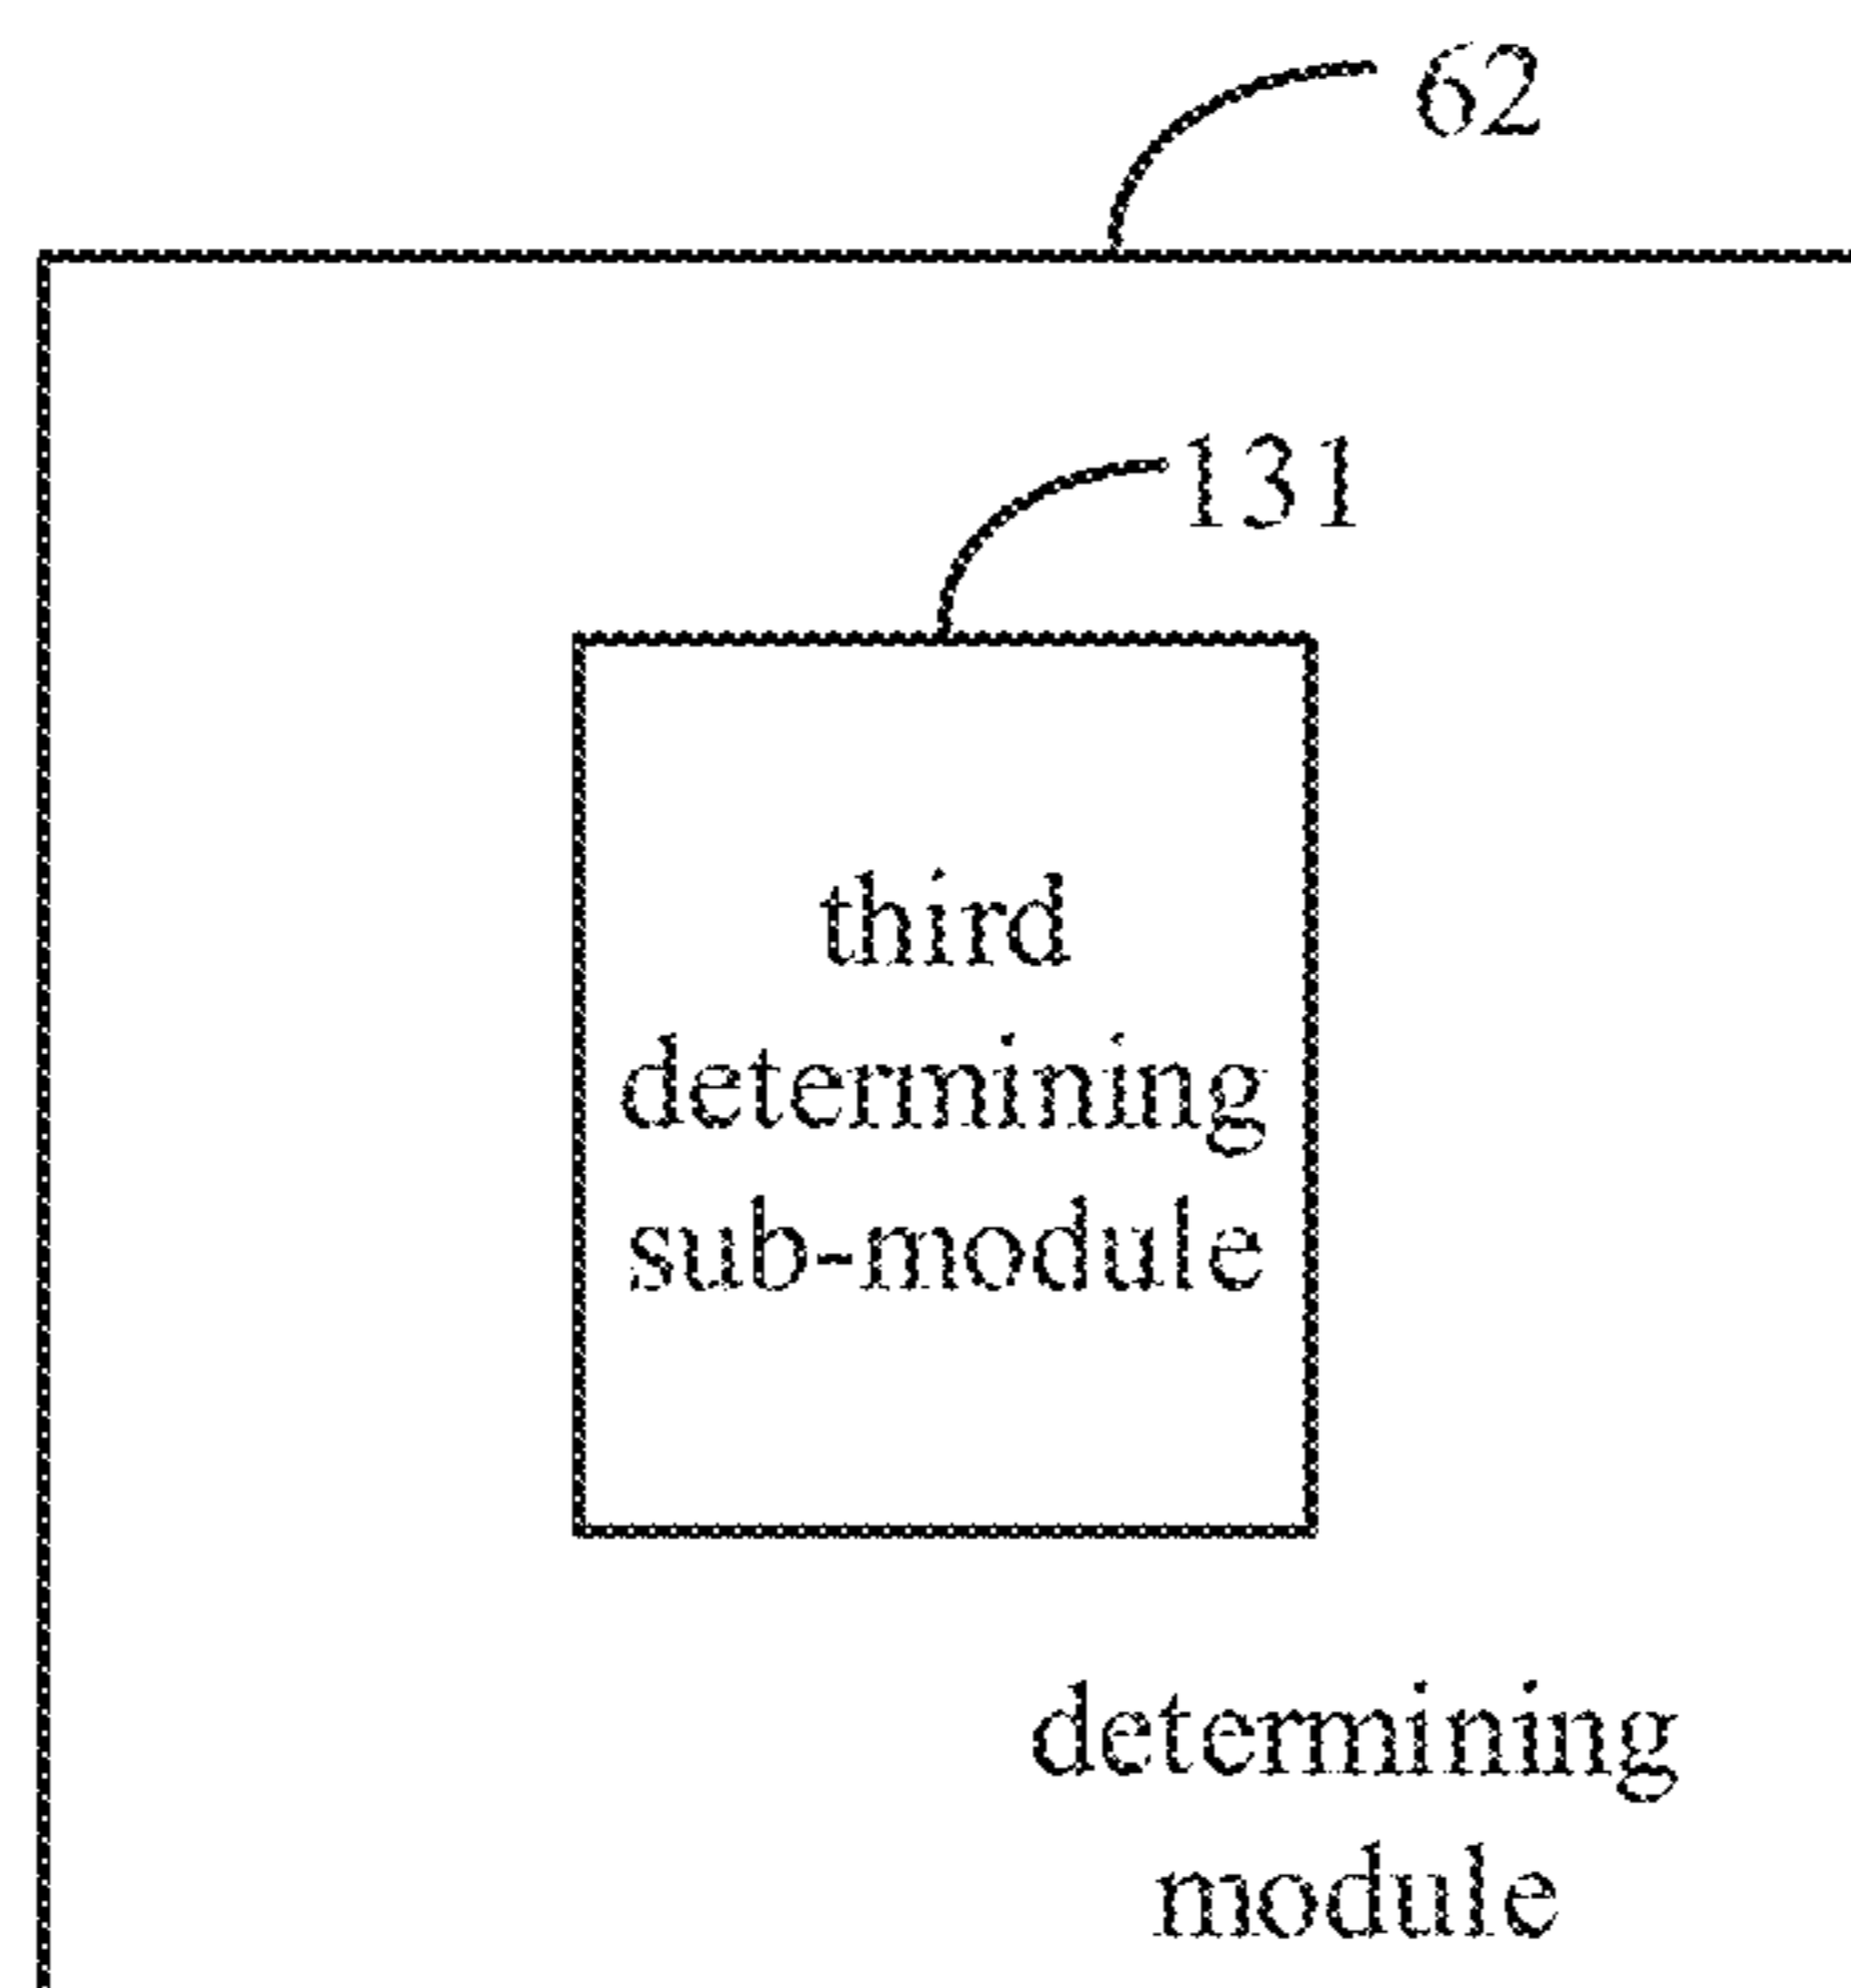 62
131
third
determining
sub-module
determining
module